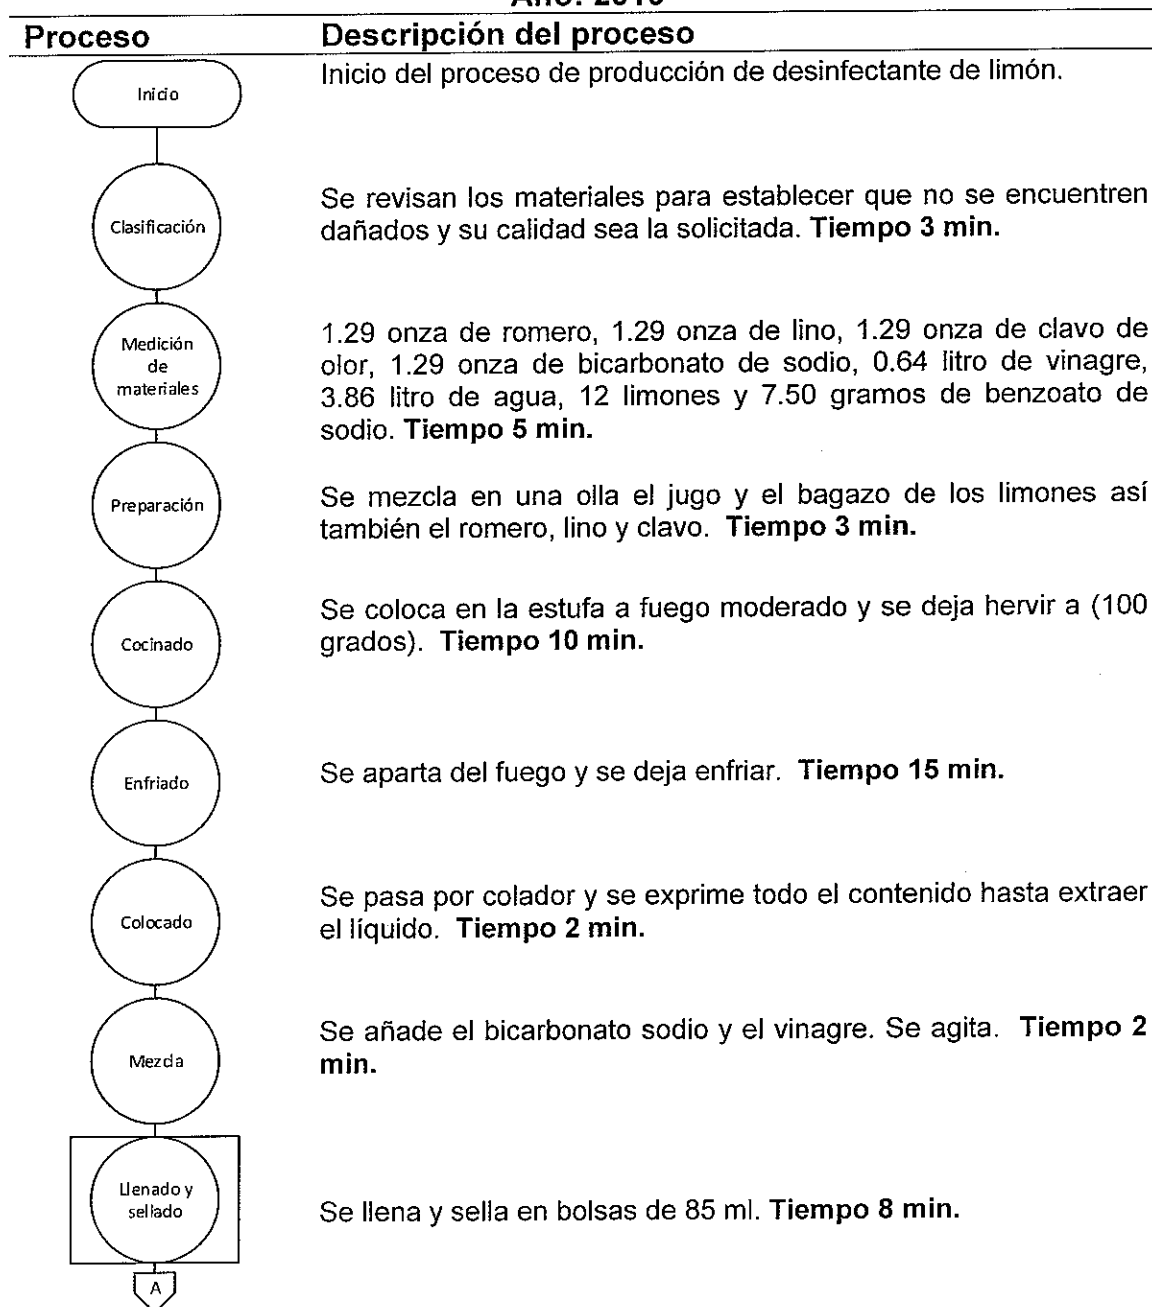 Proceso Descripción del proceso
Inicio
Inicio del proceso de producción de desinfectante de limón.
Clasificación
Se revisan los materiales para establecer que no se encuentren
dañados y su calidad sea la solicitada. Tiempo 3 min.
Medición
de
materiales
1.29 onza de romero, 1.29 onza de lino, 1.29 onza de clavo de
olor, 1.29 onza de bicarbonato de sodio, 0.64 litro de vinagre,
3.86 litro de agua, 12 limones y 7.50 gramos de benzoato de
sodio. Tiempo 5 min.
Preparación
Se mezcla en una olla el jugo y el bagazo de los limones así
también el romero, lino y clavo. Tiempo 3 min.
Cocinado
Se coloca en la estufa a fuego moderado y se deja hervir a (100
grados). Tiempo 10 min.
Enfriado
Se aparta del fuego y se deja enfriar. Tiempo 15 min.
Colocado
Se pasa por colador y se exprime todo el contenido hasta extraer
el líquido. Tiempo 2 min.
Mezcla
Se añade el bicarbonato sodio y el vinagre. Se agita. Tiempo 2
min.
Llenado y
sellado
Se llena y sella en bolsas de 85 ml. Tiempo 8 min.
A